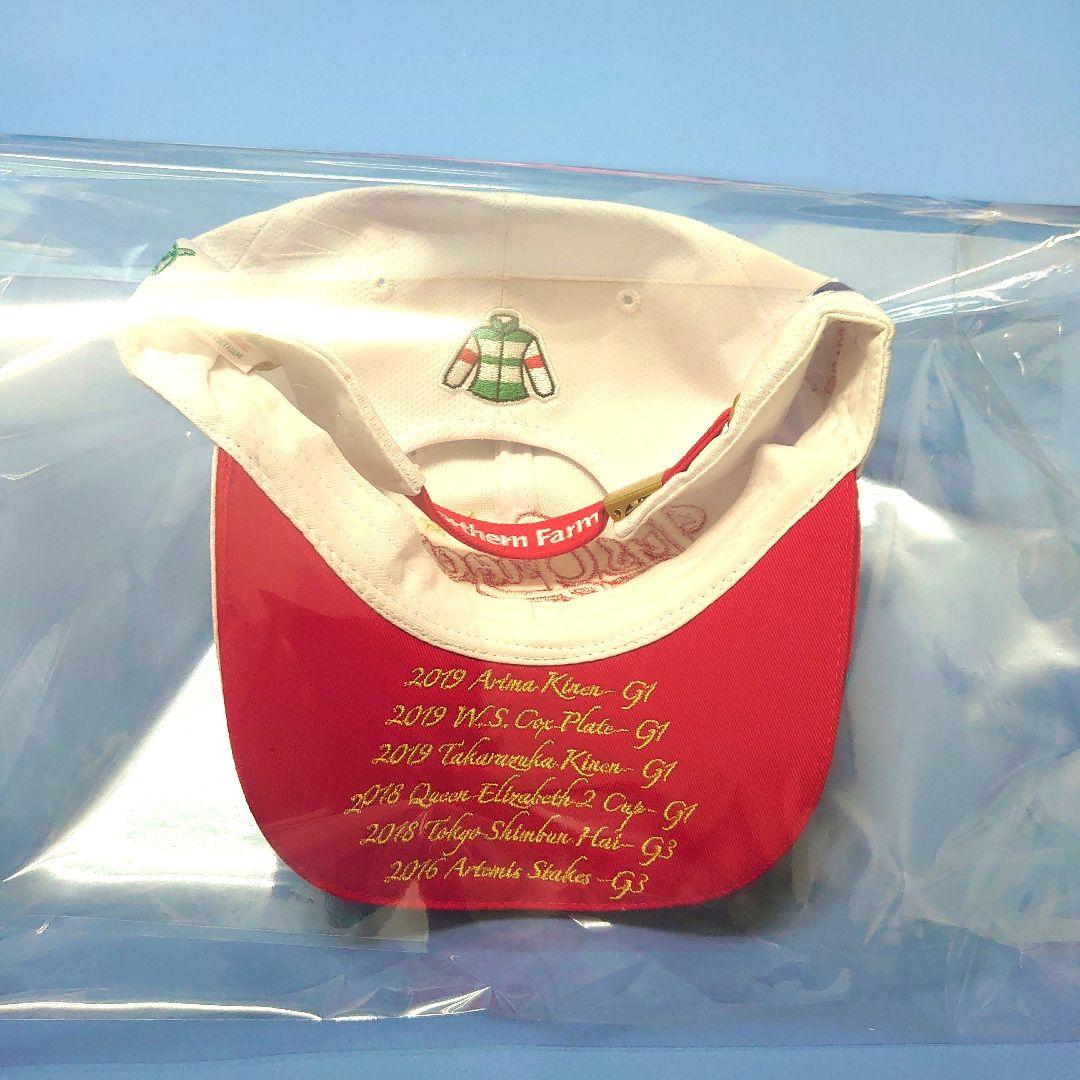 rthern Farm
2019 Arima Kinen-G1
2019 W.S. Cox Plate-G1
2019 Takarazuka Kinen-G1
2018 Queen Elizabeth 2 Cup-G1
2018 Tokyo Shimbun Hai-G3
2016 Artemis Stakes-G3